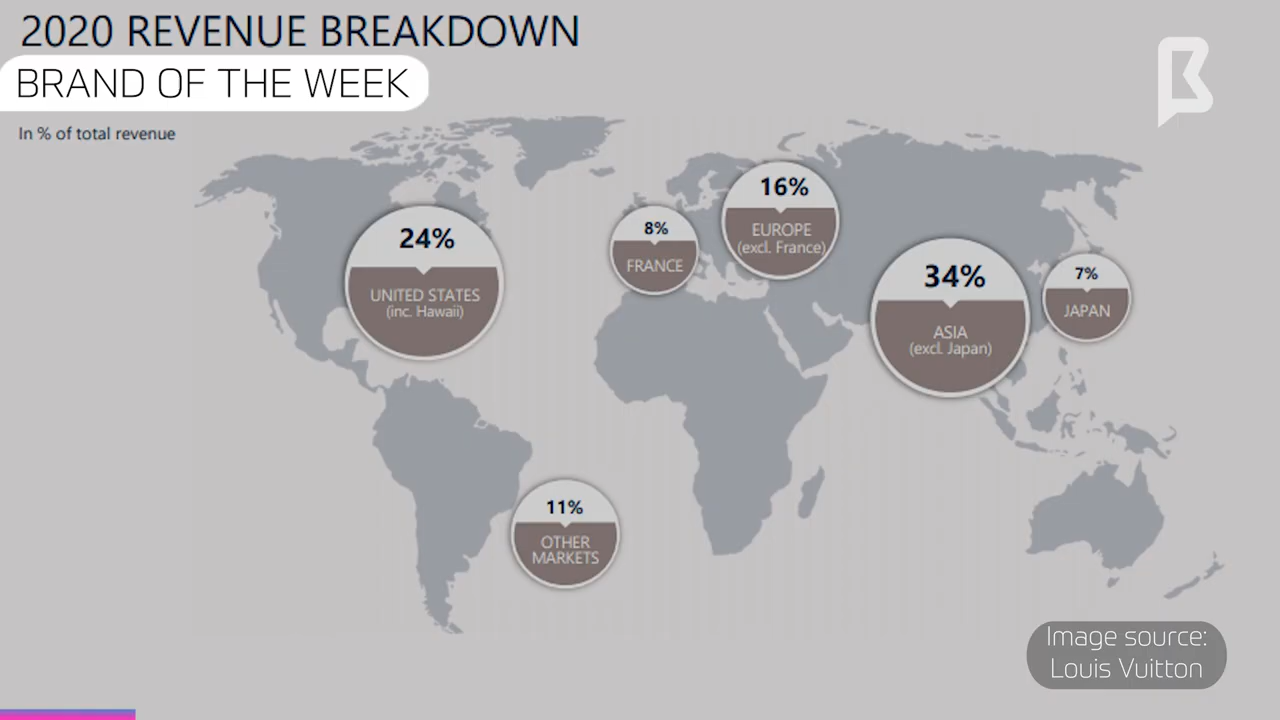 2020 REVENUE BREAKDOWN
BRAND OF THE WEEK
In % of total revenue
24%
UNITED STATES
(inc. Hawaii)
8%
FRANCE
16%
EUROPE
(excl. France)
34%
ASIA
(excl. Japan)
7%
JAPAN
11%
OTHER
MARKETS
Image source:
Louis Vuitton